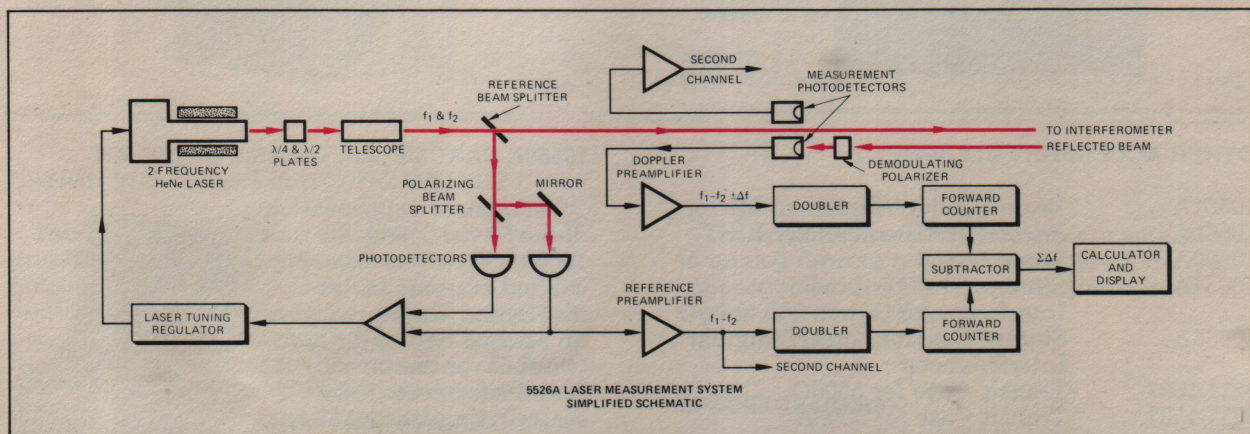 SECOND
CHANNEL
REFERENCE
BEAM SPLITTER
MEASUREMENT
PHOTODETECTORS
f₁ & f₂
TO INTERFEROMETER
REFLECTED BEAM
λ/4 & λ/2
PLATES
TELESCOPE
2-FREQUENCY
HeNe LASER
DOPPLER
PREAMPLIFIER
DEMODULATING
POLARIZER
POLARIZING
BEAM
SPLITTER
MIRROR
f₁-f₂ ±Δf
DOUBLER
FORWARD
COUNTER
PHOTODETECTORS
SUBTRACTOR
ΣΔf
CALCULATOR
AND
DISPLAY
REFERENCE
PREAMPLIFIER
LASER TUNING
REGULATOR
f₁-f₂
DOUBLER
FORWARD
COUNTER
SECOND CHANNEL
5526A LASER MEASUREMENT SYSTEM
SIMPLIFIED SCHEMATIC